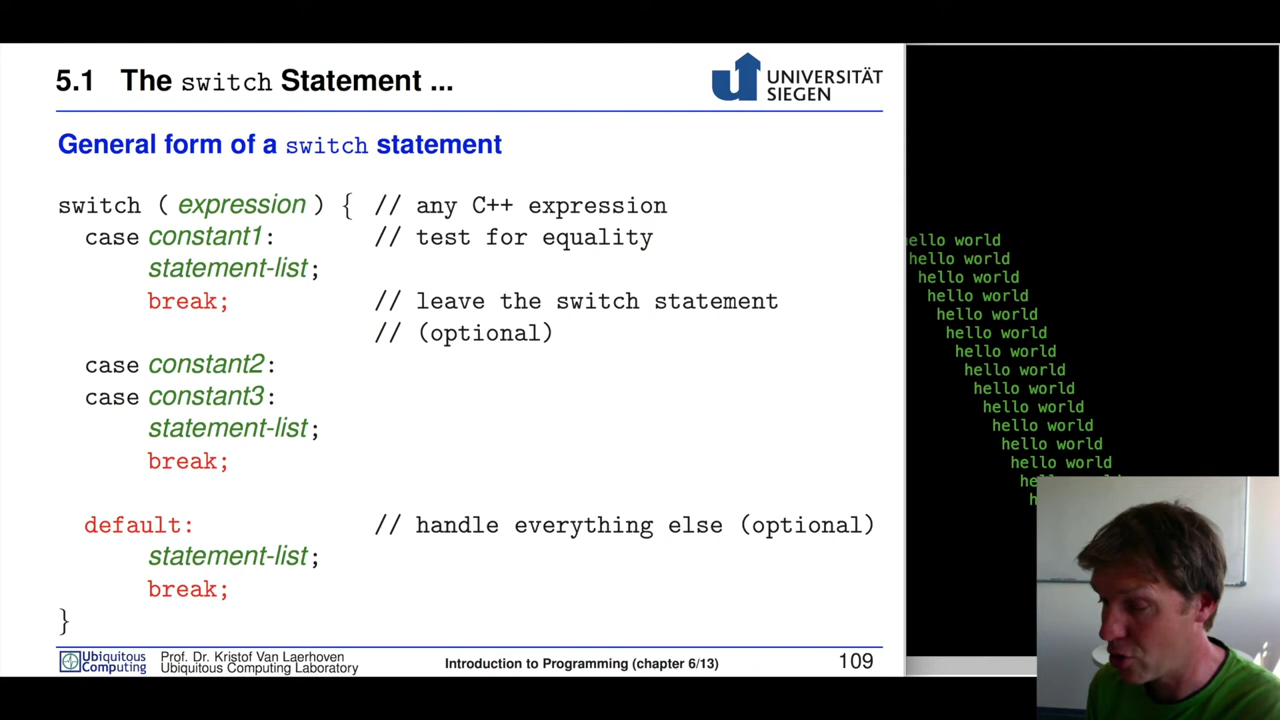 5.1 The switch Statement ...
UNIVERSITÄT
SIEGEN
General form of a switch statement
switch ( expression ) { // any C++ expression
case constant1: // test for equality
statement-list;
break; // leave the switch statement
// (optional)
case constant2:
case constant3:
statement-list;
break;
default: // handle everything else (optional)
statement-list;
break;
}
Ubiquitous
Computing
Prof. Dr. Kristof Van Laerhoven
Ubiquitous Computing Laboratory
Introduction to Programming (chapter 6/13)
109
ello world
hello world
hello world
hello world
hello world
hello world
hello world
hello world
hello world
hello world
hello world
hello world
hello world
he
h